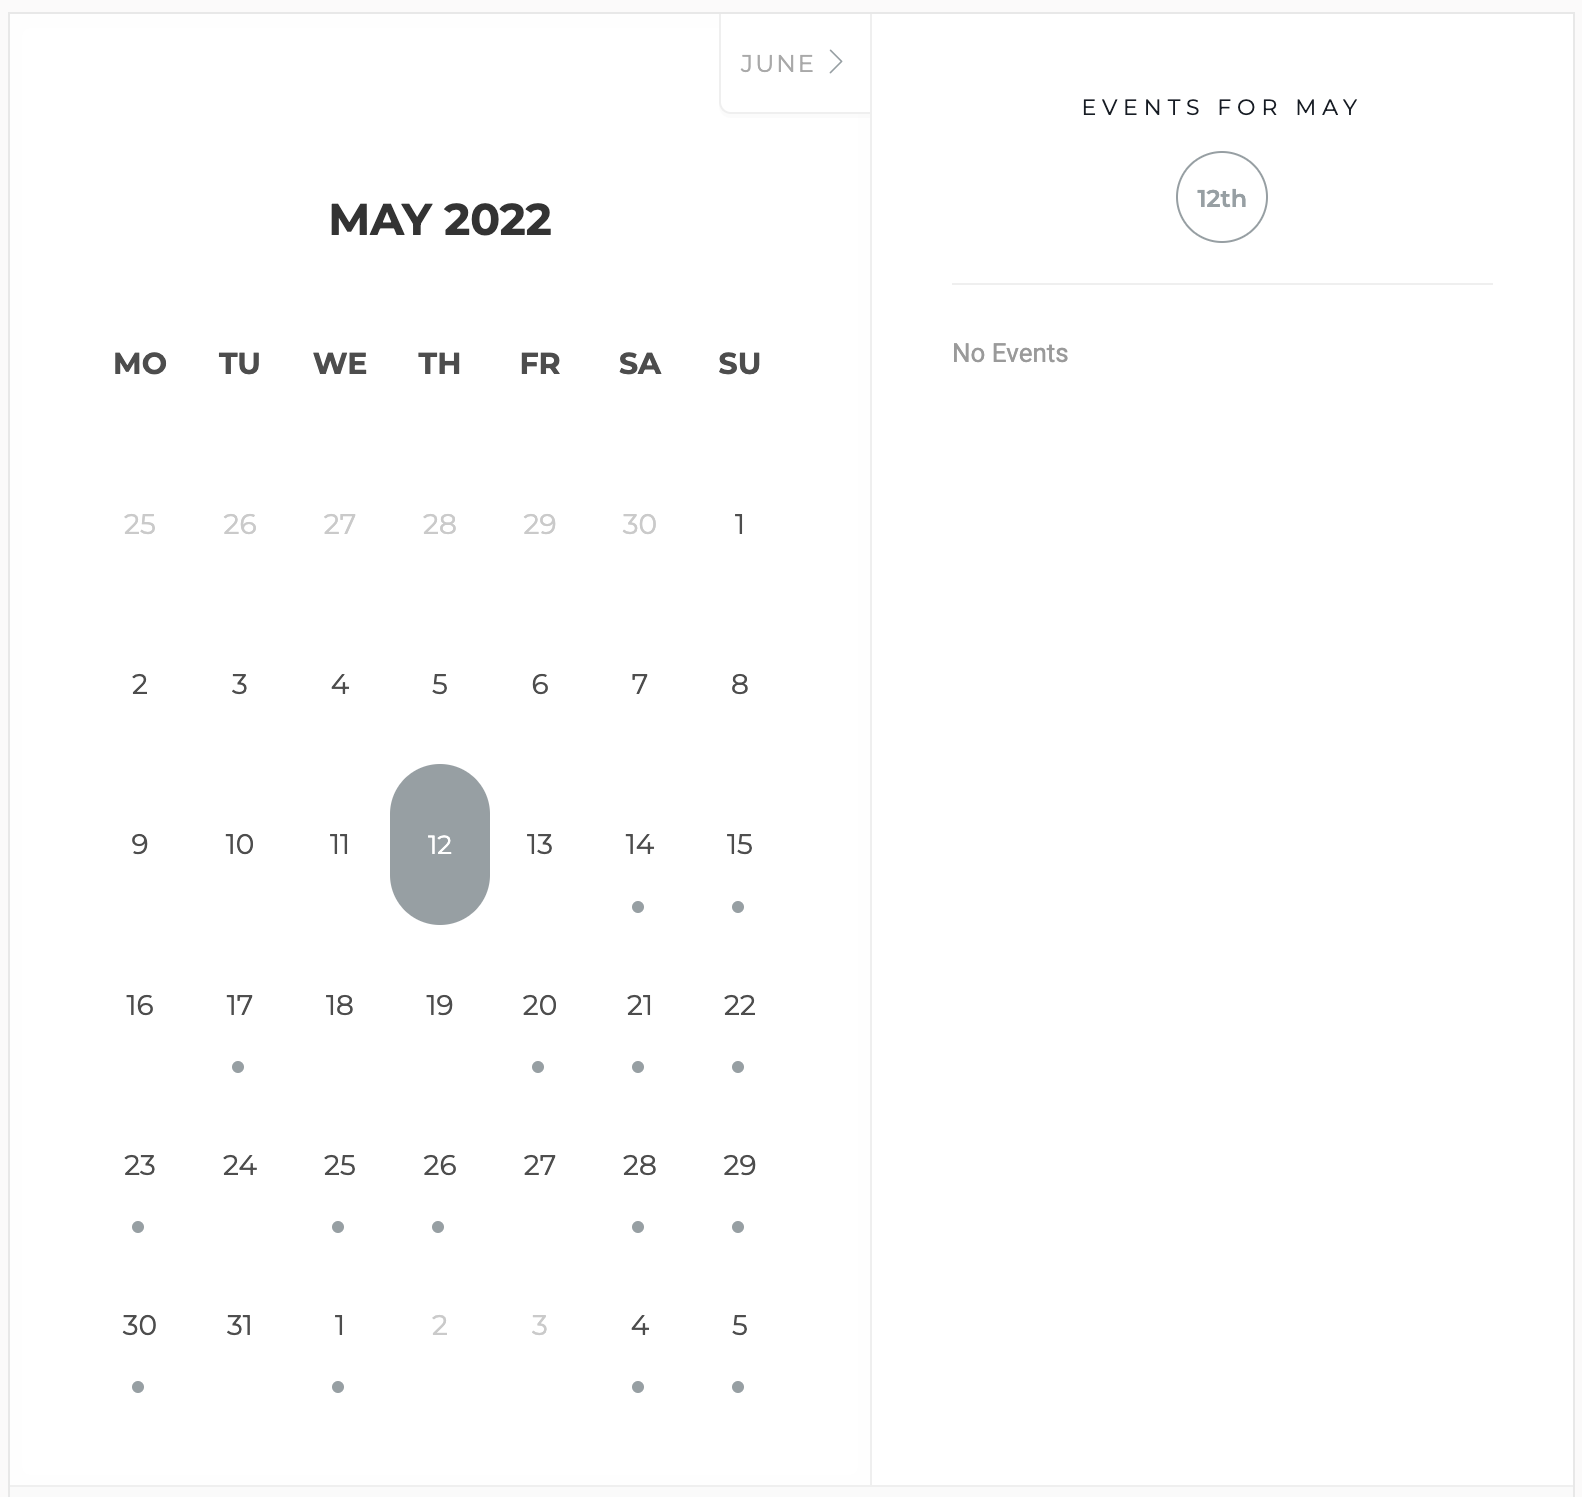 JUNE
MAY 2022
MO TU WE TH FR SA SU
25 26 27 28 29 30 1
2 3 4 5 6 7 8
9 10 11 12 13 14 15
16 17 18 19 20 21 22
23 24 25 26 27 28 29
30 31 1 2 3 4 5
EVENTS FOR MAY
12th
No Events